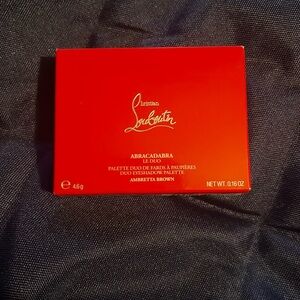 Christian
Louboutin
ABRACADABRA
LE DUO
PALETTE DUO DE FARDS À PAUPIÈRES
DUO EYESHADOW PALETTE
AMBRETTA BROWN
e 4.6g
NET WT. 0.16 OZ